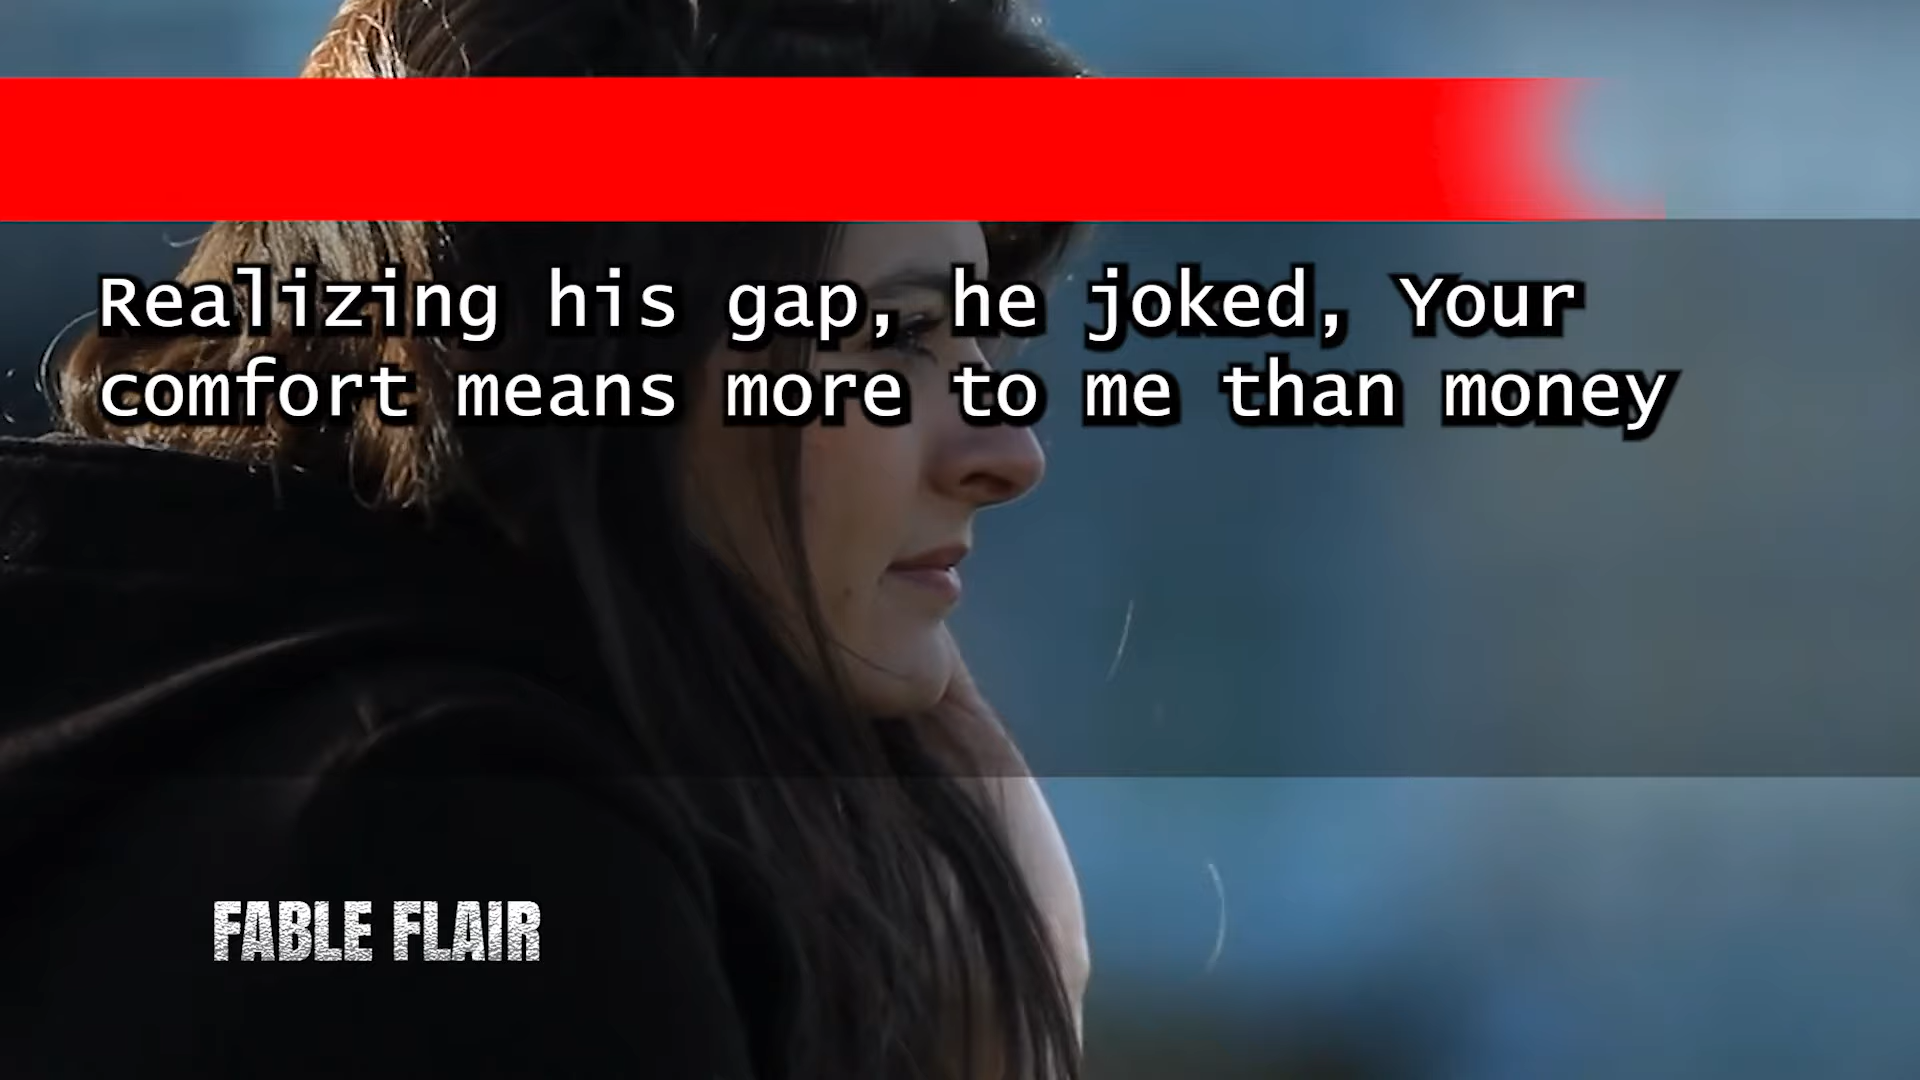 Realizing his gap, he joked, Your
comfort means more to me than money
FABLE FLAIR